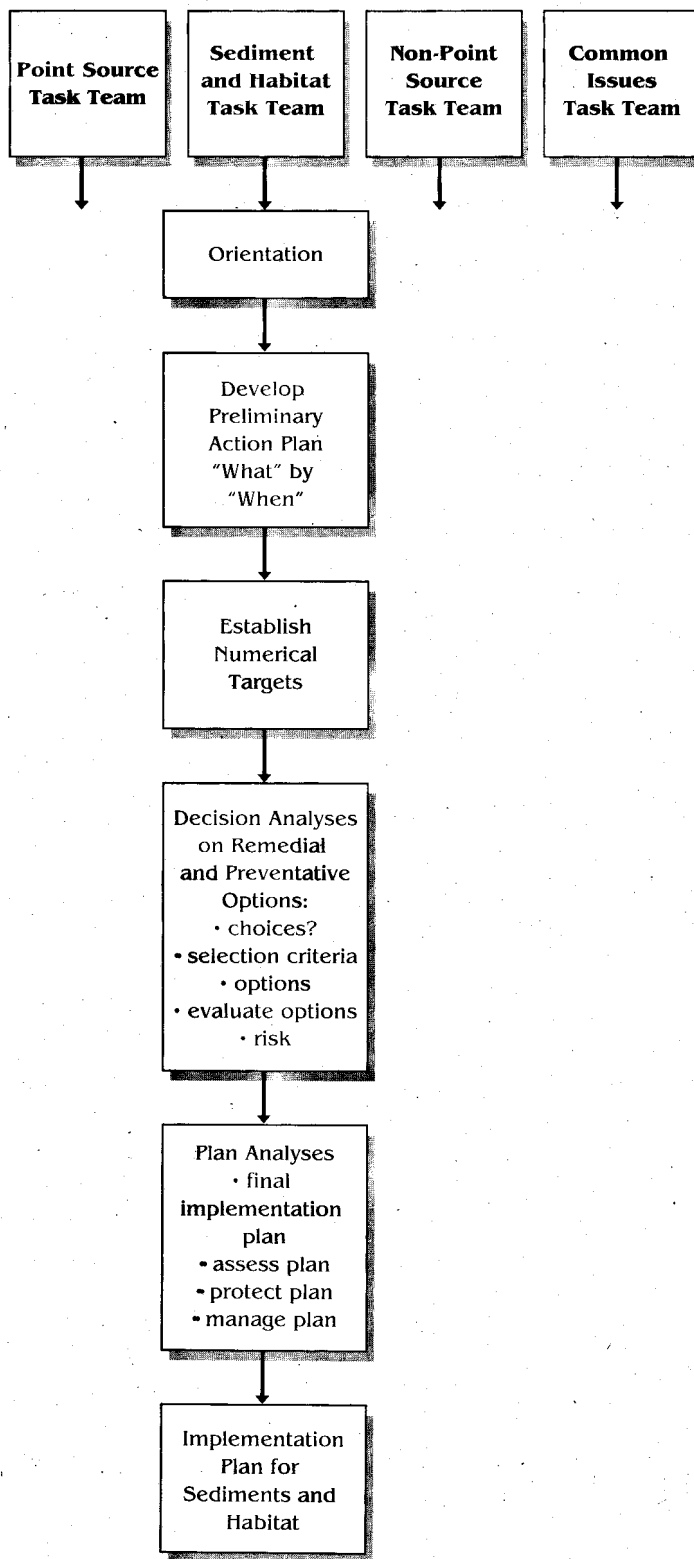 Point Source
Task Team
Sediment
and Habitat
Task Team
Non-Point
Source
Task Team
Common
Issues
Task Team
Orientation
Develop
Preliminary
Action Plan
"What" by
"When"
Establish
Numerical
Targets
Decision Analyses
on Remedial
and Preventative
Options:
• choices?
• selection criteria
• options
• evaluate options
• risk
Plan Analyses
• final
implementation
plan
• assess plan
• protect plan
• manage plan
Implementation
Plan for
Sediments and
Habitat